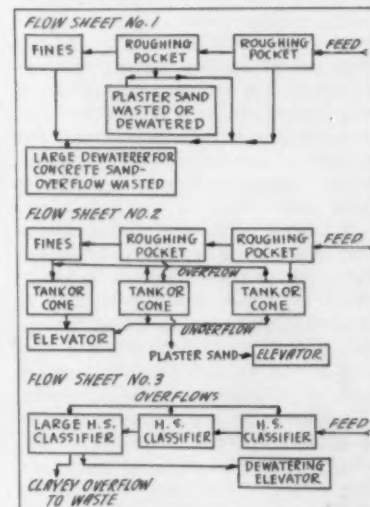 FLOW SHEET No. 1
FINES
ROUGHING
POCKET
ROUGHING
POCKET
FEED
PLASTER SAND
WASTED OR
DEWATERED
LARGE DEWATERER FOR
CONCRETE SAND-
OVERFLOW WASTED
FLOW SHEET NO. 2
FINES
ROUGHING
POCKET
ROUGHING
POCKET
FEED
OVERFLOW
TANK OR
CONE
TANK OR
CONE
TANK OR
CONE
ELEVATOR
UNDERFLOW
PLASTER SAND
ELEVATOR
FLOW SHEET No. 3
OVERFLOWS
LARGE H.S.
CLASSIFIER
H. S.
CLASSIFIER
H. S.
CLASSIFIER
FEED
DEWATERING
ELEVATOR
CLAYEY OVERFLOW
TO WASTE